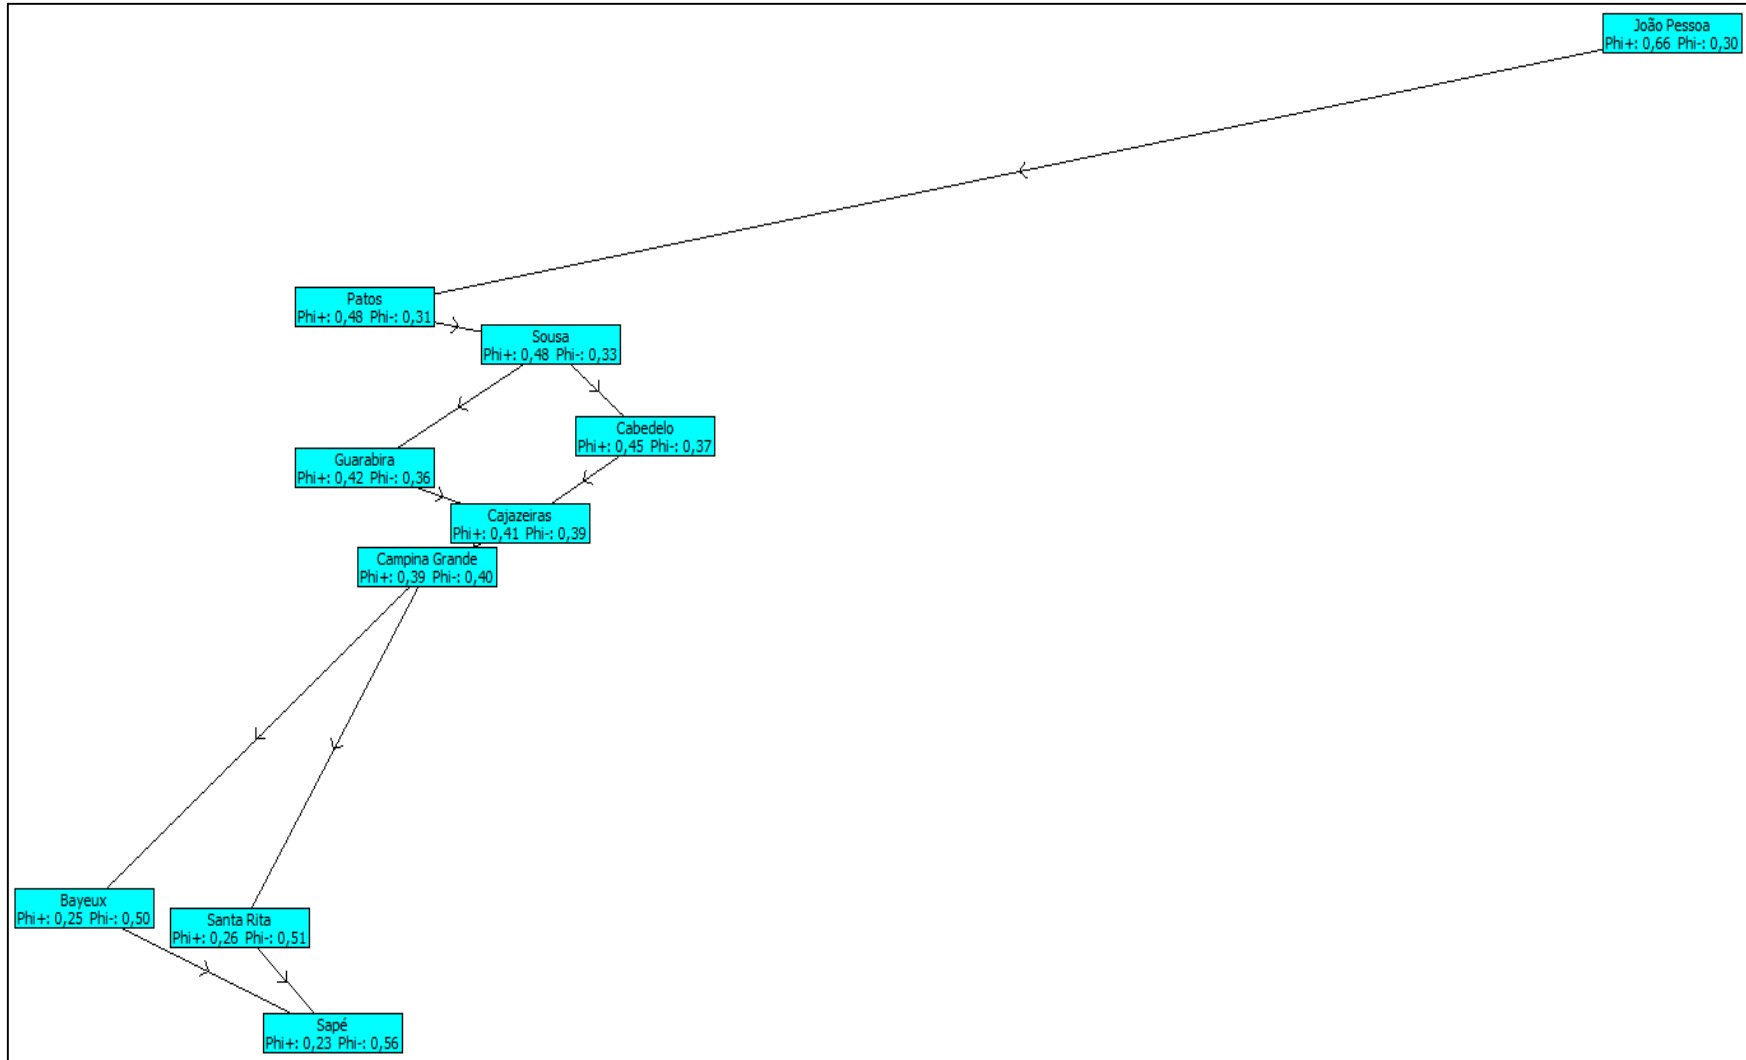 João Pessoa
Phi+: 0,66 Phi-: 0,30
Patos
Phi+: 0,48 Phi-: 0,31
Sousa
Phi+: 0,48 Phi-: 0,33
Cabedelo
Phi+: 0,45 Phi-: 0,37
Guarabira
Phi+: 0,42 Phi-: 0,36
Cajazeiras
Phi+: 0,41 Phi-: 0,39
Campina Grande
Phi+: 0,39 Phi-: 0,40
Bayeux
Phi+: 0,25 Phi-: 0,50
Santa Rita
Phi+: 0,26 Phi-: 0,51
Sapé
Phi+: 0,23 Phi-: 0,56